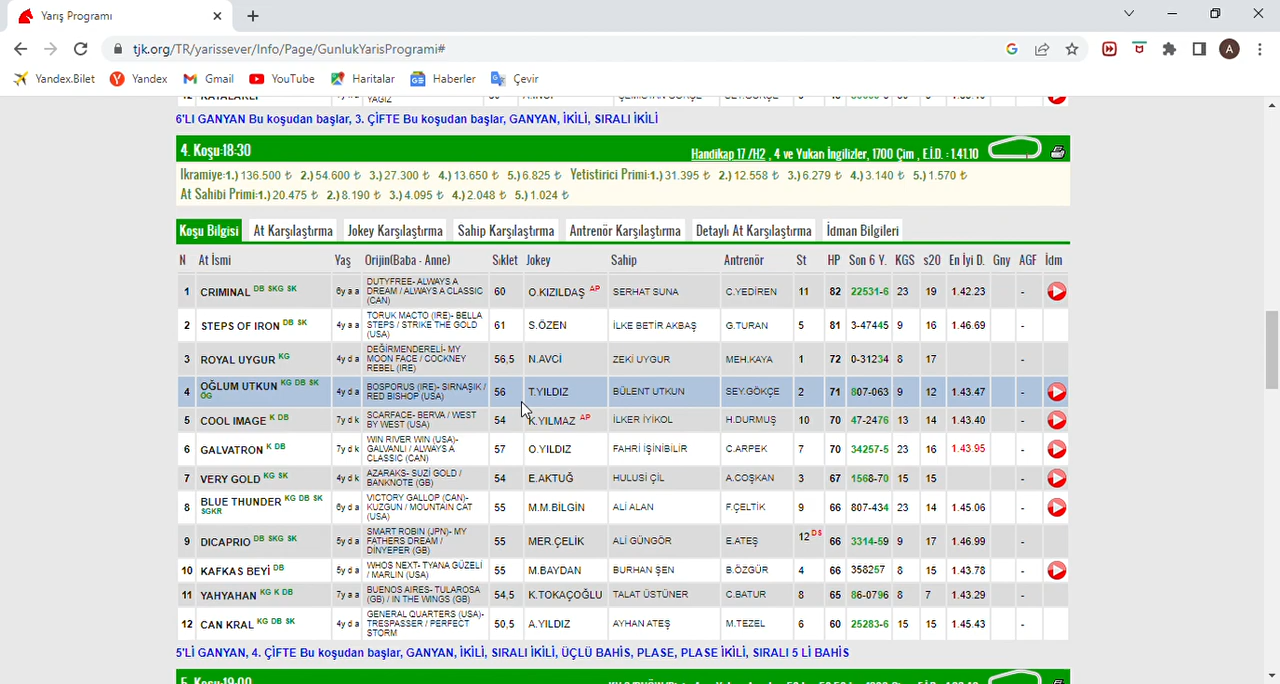 Yarış Programı
tjk.org/TR/yarissever/Info/Page/GunlukYarisProgrami#
A
Yandex.Bilet Yandex Gmail YouTube Haritalar Haberler Çevir
6'LI GANYAN Bu koşudan başlar, 3. ÇİFTE Bu koşudan başlar, GANYAN, İKİLİ, SIRALI İKİLİ
4. Koşu:18:30 Handikap 17 /H2 , 4 ve Yukarı İngilizler, 1700 Çim , E.İ.D. : 1.41.10
İkramiye:1.) 136.500 ₺ 2.) 54.600 ₺ 3.) 27.300 ₺ 4.) 13.650 ₺ 5.) 6.825 ₺ Yetistirici Primi:1.) 31.395 ₺ 2.) 12.558 ₺ 3.) 6.279 ₺ 4.) 3.140 ₺ 5.) 1.570 ₺
At Sahibi Primi:1.) 20.475 ₺ 2.) 8.190 ₺ 3.) 4.095 ₺ 4.) 2.048 ₺ 5.) 1.024 ₺
Koşu Bilgisi At Karşılaştırma Jokey Karşılaştırma Sahip Karşılaştırma Antrenör Karşılaştırma Detaylı At Karşılaştırma İdman Bilgileri
N At İsmi Yaş Orijin(Baba - Anne) Sıklet Jokey Sahip Antrenör St HP Son 6 Y. KGS s20 En İyi D. Gny AGF İdm
1 CRIMINAL DB SKG SK 6y a a DUTYFREE- ALWAYS A DREAM / ALWAYS A CLASSIC (CAN) 60 O.KIZILDAŞ AP SERHAT SUNA C.YEDİREN 11 82 22531-6 23 19 1.42.23 -
2 STEPS OF IRON DB SK 4y a a TORUK MACTO (IRE)- BELLA STEPS / STRIKE THE GOLD (USA) 61 S.ÖZEN İLKE BETİR AKBAŞ G.TURAN 5 81 3-47445 9 16 1.46.69 -
3 ROYAL UYGUR KG 4y d a DEĞİRMENDERELİ- MY MOON FACE / COCKNEY REBEL (IRE) 56,5 N.AVCİ ZEKİ UYGUR MEH.KAYA 1 72 0-31234 8 17 -
4 OĞLUM UTKUN KG DB SK ÖG 4y d a BOSPORUS (IRE)- SIRNAŞIK / RED BISHOP (USA) 56 T.YILDIZ BÜLENT UTKUN SEY.GÖKÇE 2 71 807-063 9 12 1.43.47 -
5 COOL IMAGE K DB 7y d k SCARFACE- BERVA / WEST BY WEST (USA) 54 K.YILMAZ AP İLKER İYİKOL H.DURMUŞ 10 70 47-2476 13 14 1.43.40 -
6 GALVATRON K DB 7y d k WIN RIVER WIN (USA)- GALVANLI / ALWAYS A CLASSIC (CAN) 57 O.YILDIZ FAHRİ İŞİNİBİLİR C.ARPEK 7 70 34257-5 23 16 1.43.95 -
7 VERY GOLD KG SK 4y d k AZARAKS- SUZİ GOLD / BANKNOTE (GB) 54 E.AKTUĞ HULUSİ ÇİL A.COŞKAN 3 67 1568-70 15 15 -
8 BLUE THUNDER KG DB SK SGKR 6y d a VICTORY GALLOP (CAN)- KUZGUN / MOUNTAIN CAT (USA) 55 M.M.BİLGİN ALİ ALAN F.ÇELTİK 9 66 807-434 23 14 1.45.06 -
9 DICAPRIO DB SKG SK 5y d a SMART ROBIN (JPN)- MY FATHERS DREAM / DİNYEPER (GB) 55 MER.ÇELİK ALİ GÜNGÖR E.ATEŞ 12 DS 66 3314-59 9 17 1.46.99 -
10 KAFKAS BEYİ DB 5y d a WHOS NEXT- TYANA GÜZELİ / MARLIN (USA) 55 M.BAYDAN BURHAN ŞEN B.ÖZGÜR 4 66 358257 8 15 1.43.78 -
11 YAHYAHAN KG K DB 7y a a BUENOS AIRES- TULAROSA (GB) / IN THE WINGS (GB) 54,5 K.TOKAÇOĞLU TALAT ÜSTÜNER C.BATUR 8 65 86-0796 8 7 1.43.29 -
12 CAN KRAL KG DB SK 4y d a GENERAL QUARTERS (USA)- TRESPASSER / PERFECT STORM 50,5 A.YILDIZ AYHAN ATEŞ M.TEZEL 6 60 25283-6 15 15 1.45.43 -
5'Lİ GANYAN, 4. ÇİFTE Bu koşudan başlar, GANYAN, İKİLİ, SIRALI İKİLİ, ÜÇLÜ BAHİS, PLASE, PLASE İKİLİ, SIRALI 5 Lİ BAHİS
5. Koşu:19:00